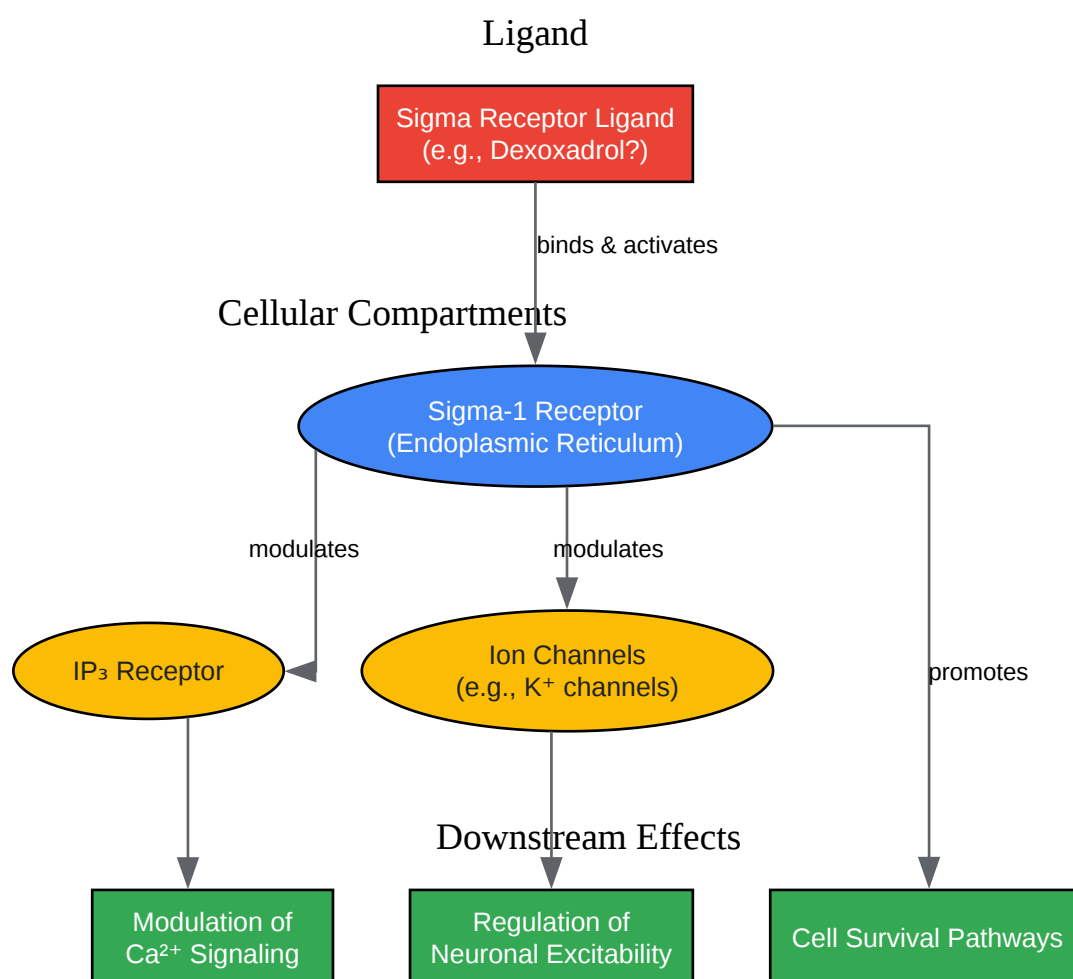 Ligand
Sigma Receptor Ligand
(e.g., Dexoxadrol?)
binds & activates
Cellular Compartments
Sigma-1 Receptor
(Endoplasmic Reticulum)
modulates
modulates
IP₃ Receptor
Ion Channels
(e.g., K⁺ channels)
promotes
Downstream Effects
Modulation of
Ca²⁺ Signaling
Regulation of
Neuronal Excitability
Cell Survival Pathways